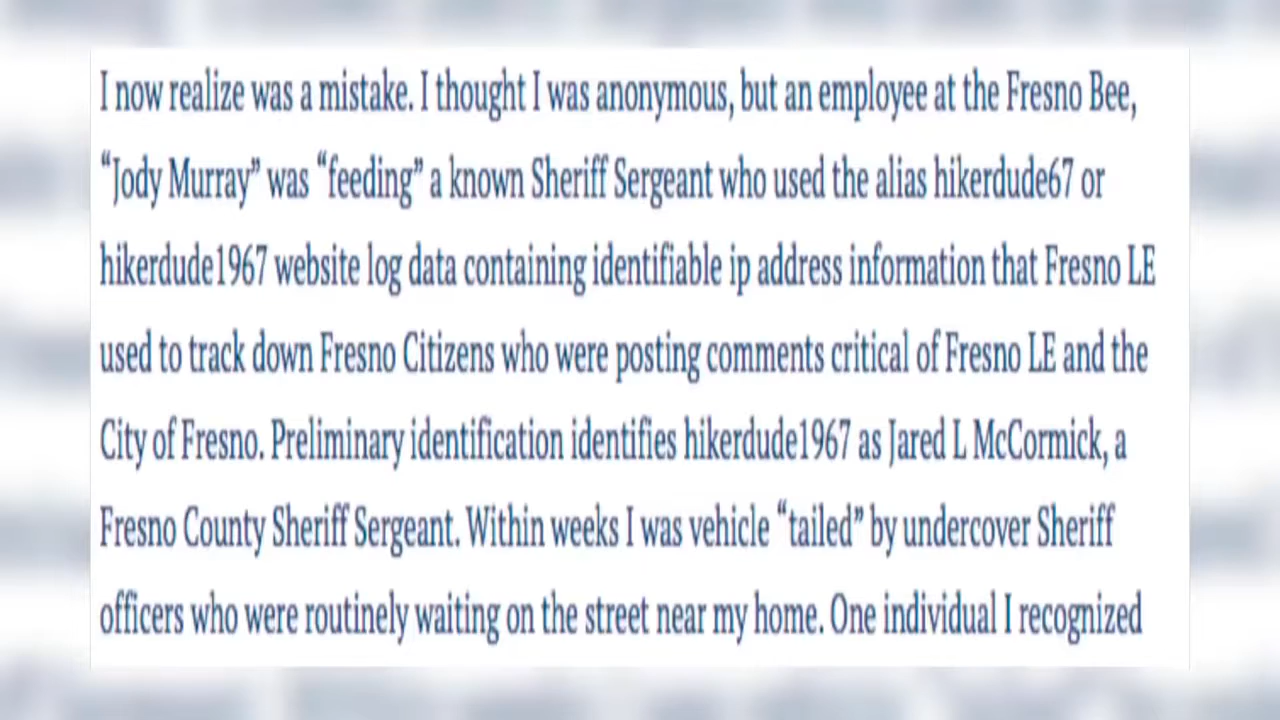 I now realize was a mistake. I thought I was anonymous, but an employee at the Fresno Bee,
“Jody Murray” was “feeding” a known Sheriff Sergeant who used the alias hikerdude67 or
hikerdude1967 website log data containing identifiable ip address information that Fresno LE
used to track down Fresno Citizens who were posting comments critical of Fresno LE and the
City of Fresno. Preliminary identification identifies hikerdude1967 as Jared L McCormick, a
Fresno County Sheriff Sergeant. Within weeks I was vehicle “tailed” by undercover Sheriff
officers who were routinely waiting on the street near my home. One individual I recognized